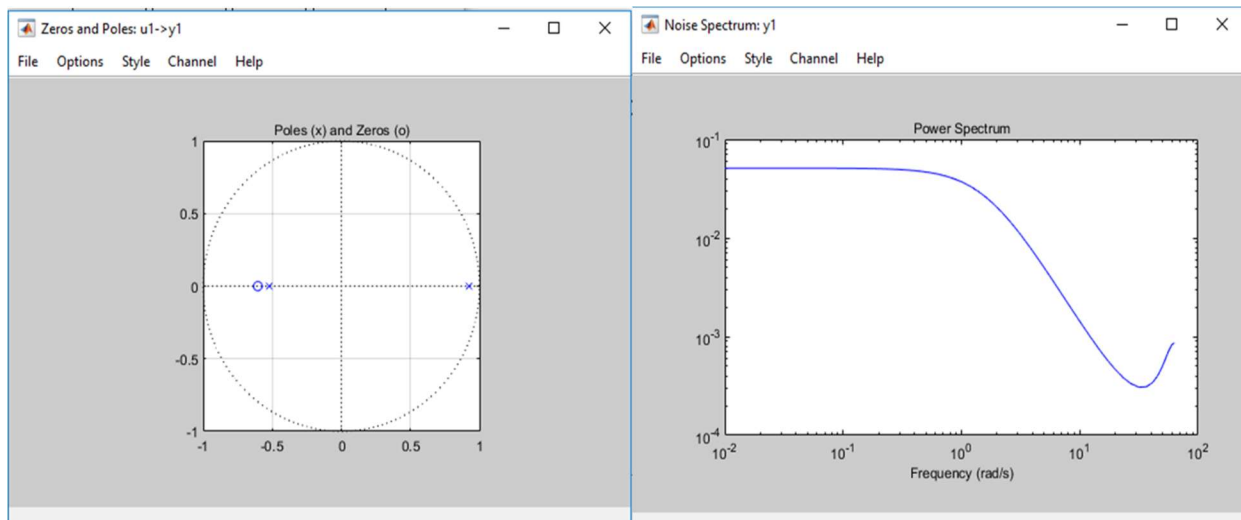 Zeros and Poles: u1->y1
File Options Style Channel Help
Poles (x) and Zeros (o)
1
0.5
0
-0.5
-1
-1 -0.5 0 0.5 1
Noise Spectrum: y1
File Options Style Channel Help
Power Spectrum
10^-1
10^-2
10^-3
10^-4
10^-2 10^-1 10^0 10^1 10^2
Frequency (rad/s)